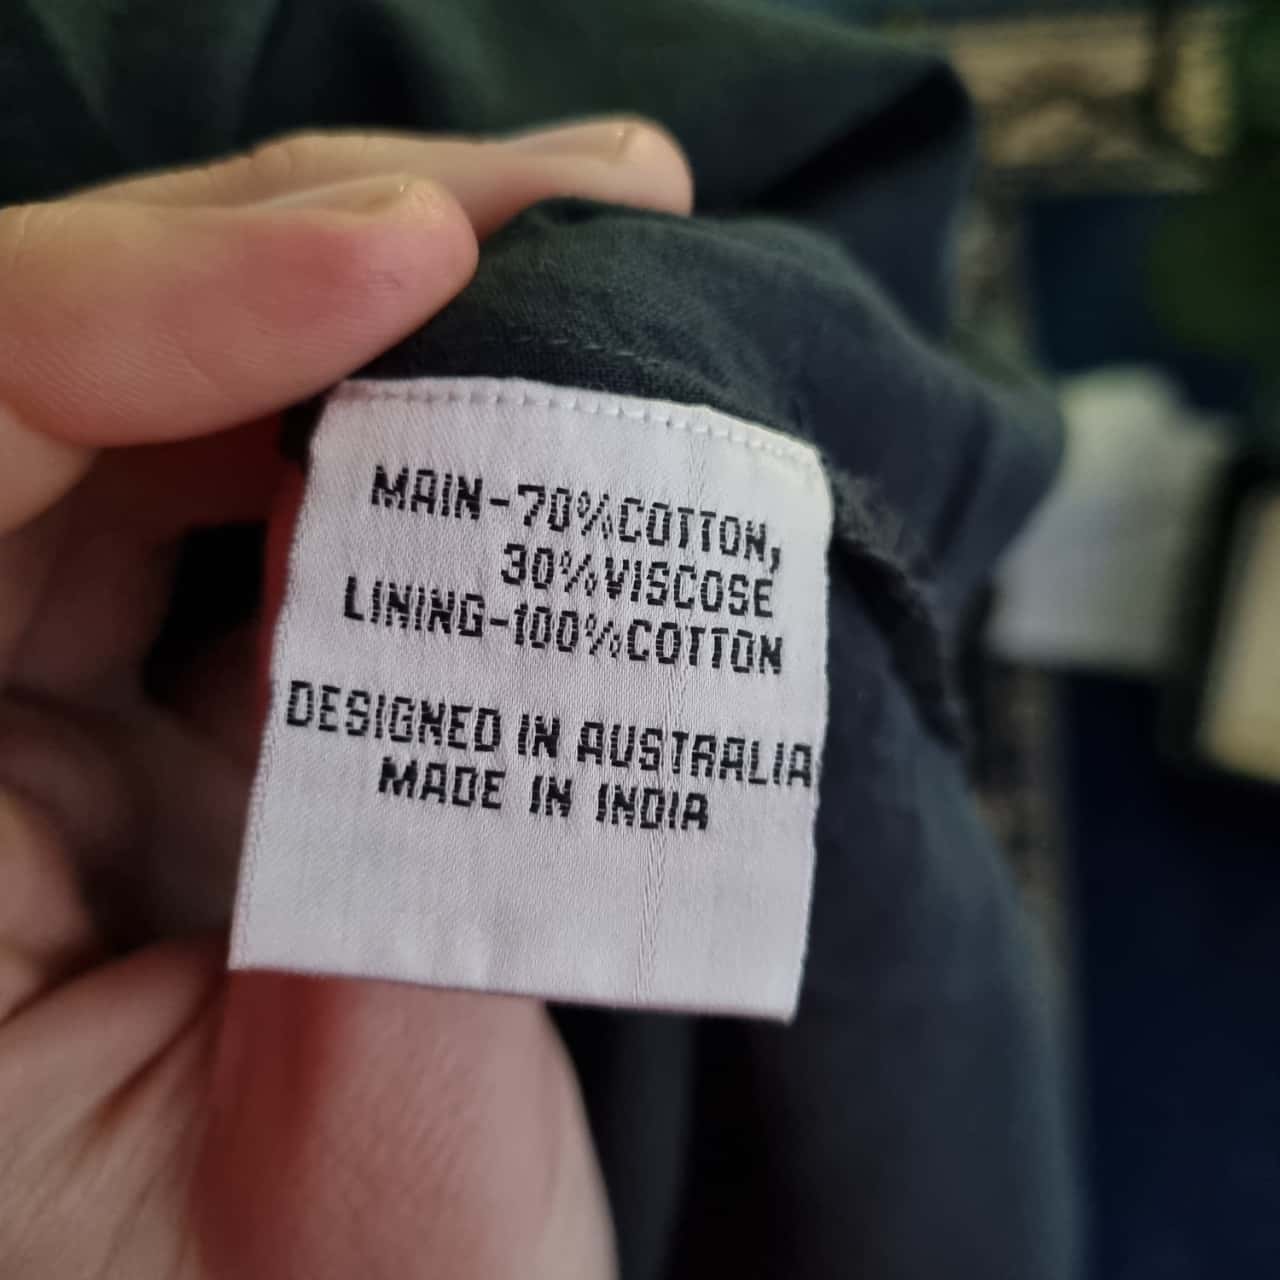 MAIN-70%COTTON,
30%VISCOSE
LINING-100%COTTON
DESIGNED IN AUSTRALIA
MADE IN INDIA